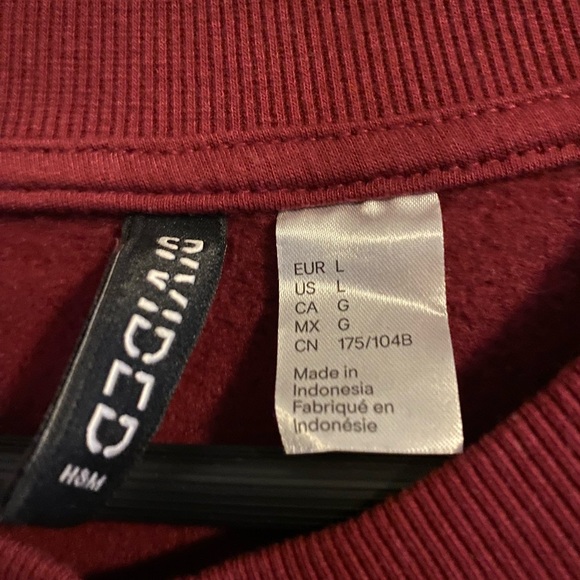 DIVIDED
H&M
EUR L
US L
CA G
MX G
CN 175/104B
Made in
Indonesia
Fabriqué en
Indonésie